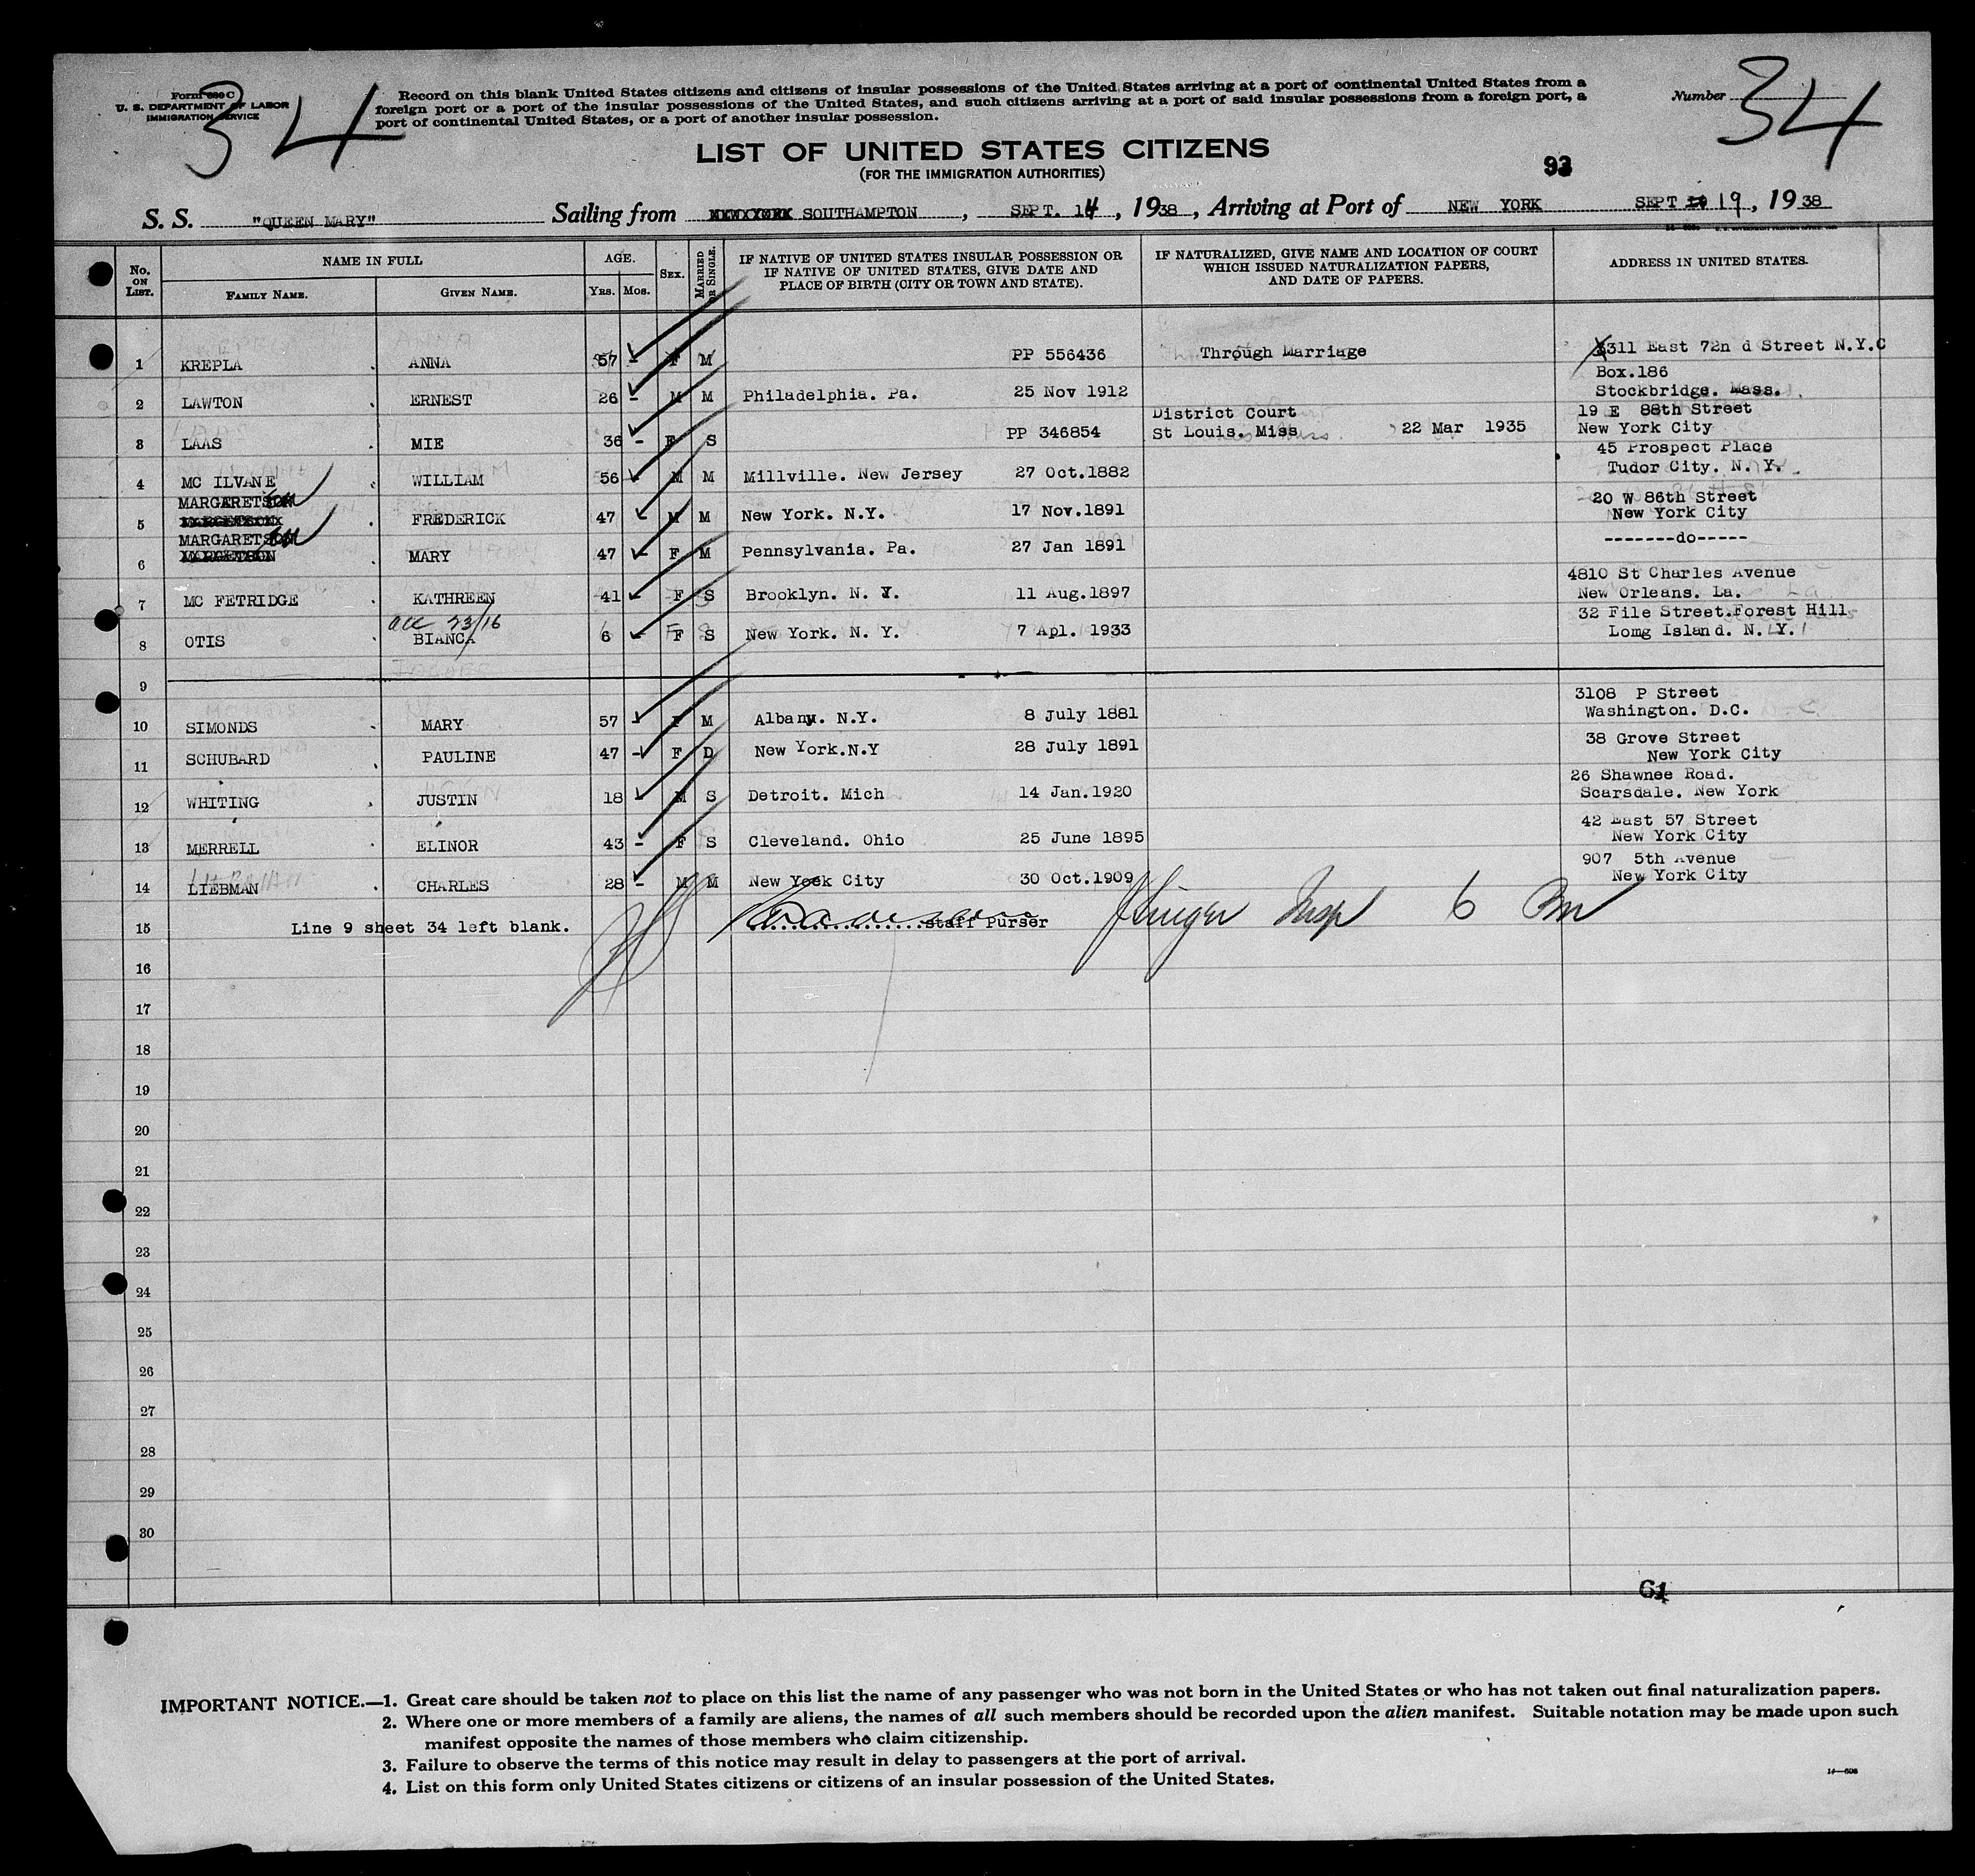 34
Form 630 C
U. S. DEPARTMENT OF LABOR
IMMIGRATION SERVICE
Record on this blank United States citizens and citizens of insular possessions of the United States arriving at a port of continental United States from a
foreign port or a port of the insular possessions of the United States, and such citizens arriving at a port of said insular possessions from a foreign port, a
port of continental United States, or a port of another insular possession.
Number 34
LIST OF UNITED STATES CITIZENS
(FOR THE IMMIGRATION AUTHORITIES)
93
S. S. "QUEEN MARY" Sailing from SOUTHAMPTON, SEPT. 14, 1938, Arriving at Port of NEW YORK SEPT 19, 1938
No. ON LIST. NAME IN FULL FAMILY NAME. GIVEN NAME. AGE. YRS. MOS. SEX. MARRIED OR SINGLE.
IF NATIVE OF UNITED STATES INSULAR POSSESSION OR
IF NATIVE OF UNITED STATES, GIVE DATE AND
PLACE OF BIRTH (CITY OR TOWN AND STATE).
IF NATURALIZED, GIVE NAME AND LOCATION OF COURT
WHICH ISSUED NATURALIZATION PAPERS,
AND DATE OF PAPERS.
ADDRESS IN UNITED STATES.
1 KREPLA ANNA 57 - F M PP 556436 Through Marriage 311 East 72n d Street N.Y.C
Box.186
2 LAWTON ERNEST 26 - M M Philadelphia. Pa. 25 Nov 1912 Stockbridge. Mass.
District Court 19 E 88th Street
3 LAAS MIE 36 - F S PP 346854 St Louis. Miss 22 Mar 1935 New York City
45 Prospect Place
4 MC ILVANE WILLIAM 56 - M M Millville. New Jersey 27 Oct.1882 Tudor City. N. Y.
MARGARETSON 20 W 86th Street
5 FREDERICK 47 - M M New York. N.Y. 17 Nov.1891 New York City
MARGARETSON
6 MARY 47 - F M Pennsylvania. Pa. 27 Jan 1891 -------do-----
4810 St Charles Avenue
7 MC FETRIDGE KATHREEN 41 F S Brooklyn. N. Y. 11 Aug.1897 New Orleans. La.
acc 73/16 32 File Street.Forest Hill
8 OTIS BIANCA 6 F S New York. N. Y. 7 Apl. 1933 Lomg Island. N. Y.
9
3108 P Street
10 SIMONDS MARY 57 - F M Albany. N.Y. 8 July 1881 Washington. D.C.
38 Grove Street
11 SCHUBARD PAULINE 47 - F D New York.N.Y 28 July 1891 New York City
26 Shawnee Road.
12 WHITING JUSTIN 18 - M S Detroit. Mich 14 Jan.1920 Scarsdale. New York
42 East 57 Street
13 MERRELL ELINOR 43 - F S Cleveland. Ohio 25 June 1895 New York City
907 5th Avenue
14 LIEBMAN CHARLES 28 - M M New York City 30 Oct.1909 New York City
15 Line 9 sheet 34 left blank. staff Purser Insp 6
16
17
18
19
20
21
22
23
24
25
26
27
28
29
30
61
IMPORTANT NOTICE.—1. Great care should be taken not to place on this list the name of any passenger who was not born in the United States or who has not taken out final naturalization papers.
2. Where one or more members of a family are aliens, the names of all such members should be recorded upon the alien manifest. Suitable notation may be made upon such
manifest opposite the names of those members who claim citizenship.
3. Failure to observe the terms of this notice may result in delay to passengers at the port of arrival.
4. List on this form only United States citizens or citizens of an insular possession of the United States.